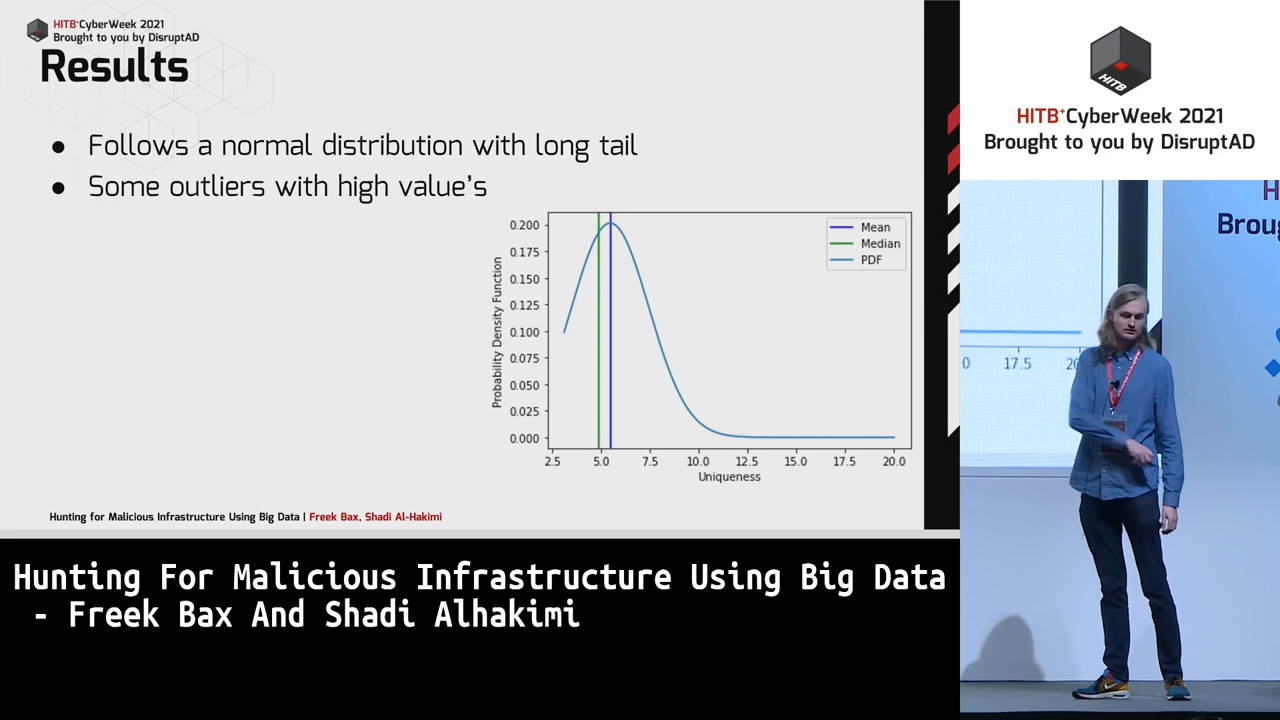 HITB+CyberWeek 2021
Brought to you by DisruptAD
Results
● Follows a normal distribution with long tail
● Some outliers with high value's
Mean
Median
PDF
Probability Density Function
0.200
0.175
0.150
0.125
0.100
0.075
0.050
0.025
0.000
2.5 5.0 7.5 10.0 12.5 15.0 17.5 20.0
Uniqueness
Hunting for Malicious Infrastructure Using Big Data | Freek Bax, Shadi Al-Hakimi
Hunting For Malicious Infrastructure Using Big Data
- Freek Bax And Shadi Alhakimi
HITB
HITB+CyberWeek 2021
Brought to you by DisruptAD
H
Broug
0 17.5 20